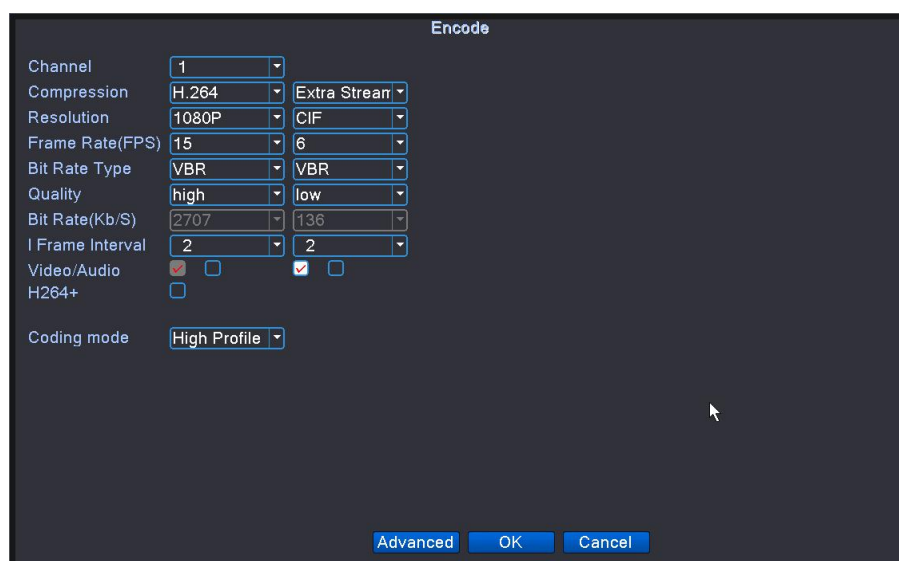 Encode
Channel 1
Compression H.264 Extra Stream
Resolution 1080P CIF
Frame Rate(FPS) 15 6
Bit Rate Type VBR VBR
Quality high low
Bit Rate(Kb/S) 2707 136
I Frame Interval 2 2
Video/Audio
H264+
Coding mode High Profile
Advanced OK Cancel